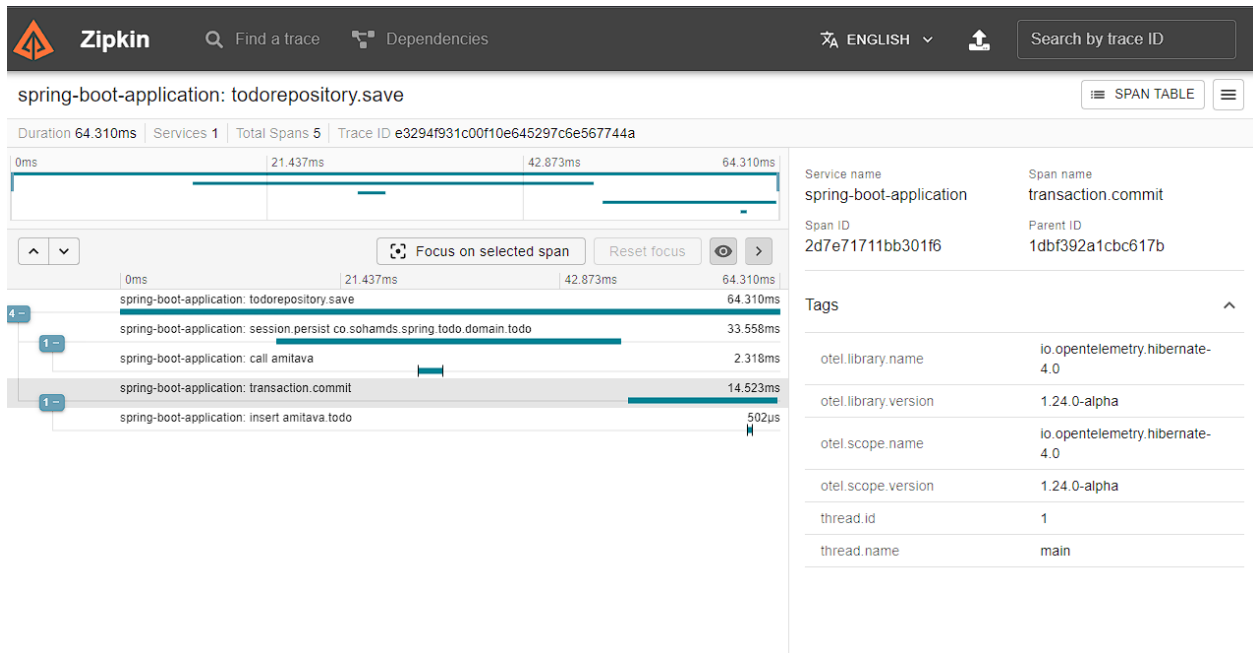 Zipkin Find a trace Dependencies ENGLISH Search by trace ID
spring-boot-application: todorepository.save SPAN TABLE
Duration 64.310ms Services 1 Total Spans 5 Trace ID e3294f931c00f10e645297c6e567744a
0ms 21.437ms 42.873ms 64.310ms
Focus on selected span Reset focus
0ms 21.437ms 42.873ms 64.310ms
spring-boot-application: todorepository.save 64.310ms
4 −
spring-boot-application: session.persist co.sohamds.spring.todo.domain.todo 33.558ms
1 −
spring-boot-application: call amitava 2.318ms
spring-boot-application: transaction.commit 14.523ms
1 −
spring-boot-application: insert amitava.todo 502µs
Service name Span name
spring-boot-application transaction.commit
Span ID Parent ID
2d7e71711bb301f6 1dbf392a1cbc617b
Tags
otel.library.name io.opentelemetry.hibernate-
4.0
otel.library.version 1.24.0-alpha
otel.scope.name io.opentelemetry.hibernate-
4.0
otel.scope.version 1.24.0-alpha
thread.id 1
thread.name main